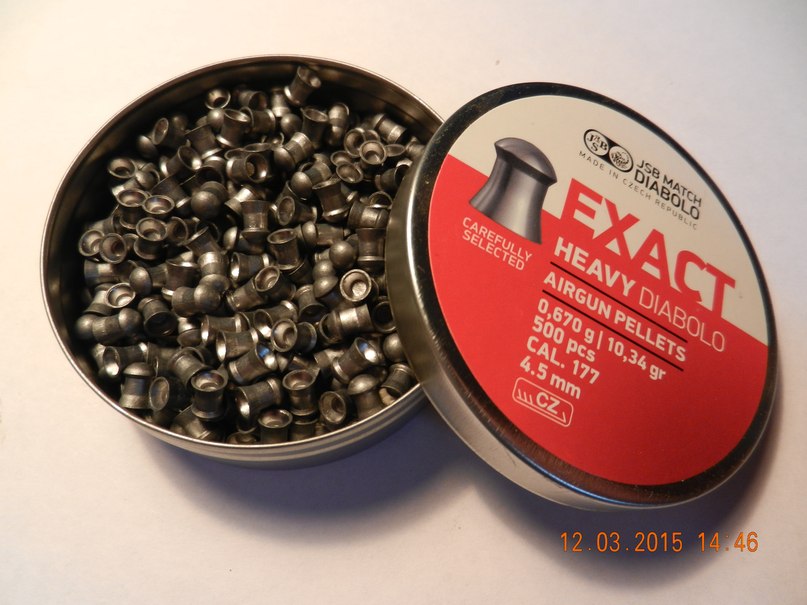 JSB
JSB MATCH
DIABOLO
MADE IN CZECH REPUBLIC
CAREFULLY
SELECTED
EXACT
HEAVY DIABOLO
AIRGUN PELLETS
0,670 g | 10,34 gr
500 pcs
CAL. 177
4.5 mm
CZ
12.03.2015 14:46